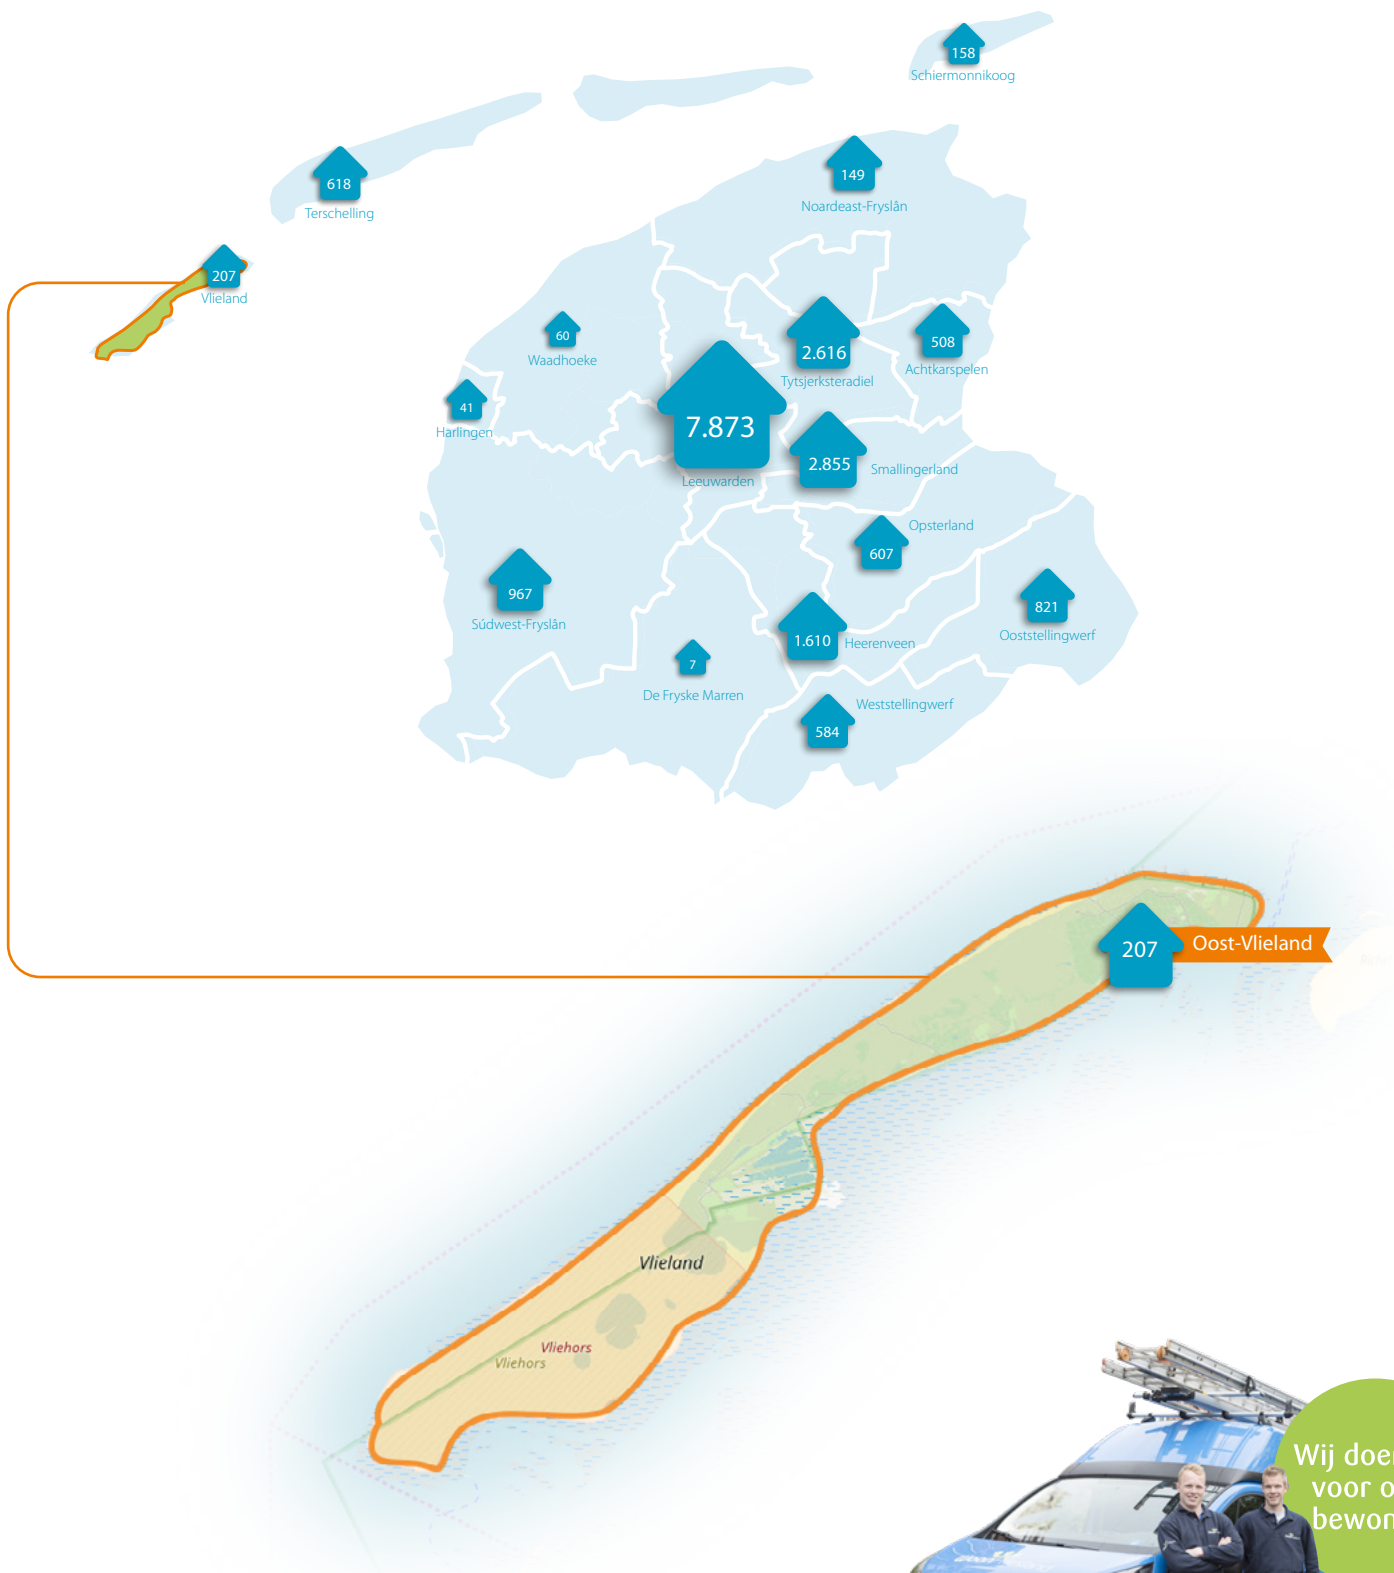 158
Schiermonnikoog
149
Noardeast-Fryslân
618
Terschelling
207
Vlieland
60
Waadhoeke
2.616
Tytsjerksteradiel
508
Achtkarspelen
41
Harlingen
7.873
Leeuwarden
2.855
Smallingerland
Opsterland
607
967
Súdwest-Fryslân
821
Ooststellingwerf
1.610
Heerenveen
7
De Fryske Marren
Weststellingwerf
584
207
Oost-Vlieland
Vlieland
Vliehors
Vliehors
Wij doe
voor o
bewon